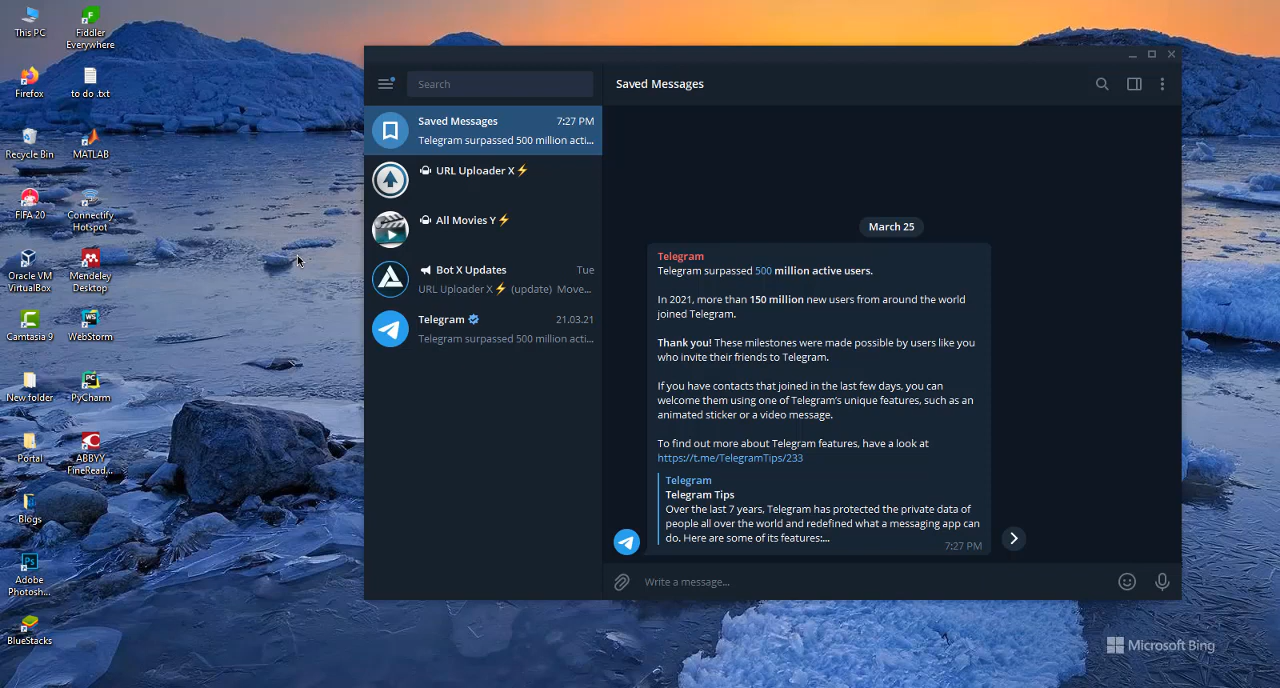 This PC
Fiddler
Everywhere
Firefox
to do .txt
Recycle Bin
MATLAB
FIFA 20
Connectify
Hotspot
Oracle VM
VirtualBox
Mendeley
Desktop
Camtasia 9
WebStorm
New folder
PyCharm
Portal
ABBYY
FineRead...
Blogs
Adobe
Photosh...
BlueStacks
Search
Saved Messages
7:27 PM
Telegram surpassed 500 million acti...
URL Uploader X⚡
All Movies Y⚡
Bot X Updates
Tue
URL Uploader X⚡ (update) Move...
Telegram
21.03.21
Telegram surpassed 500 million acti...
Saved Messages
March 25
Telegram
Telegram surpassed 500 million active users.
In 2021, more than 150 million new users from around the world
joined Telegram.
Thank you! These milestones were made possible by users like you
who invite their friends to Telegram.
If you have contacts that joined in the last few days, you can
welcome them using one of Telegram's unique features, such as an
animated sticker or a video message.
To find out more about Telegram features, have a look at
https://t.me/TelegramTips/233
Telegram
Telegram Tips
Over the last 7 years, Telegram has protected the private data of
people all over the world and redefined what a messaging app can
do. Here are some of its features:...
7:27 PM
Write a message...
Microsoft Bing